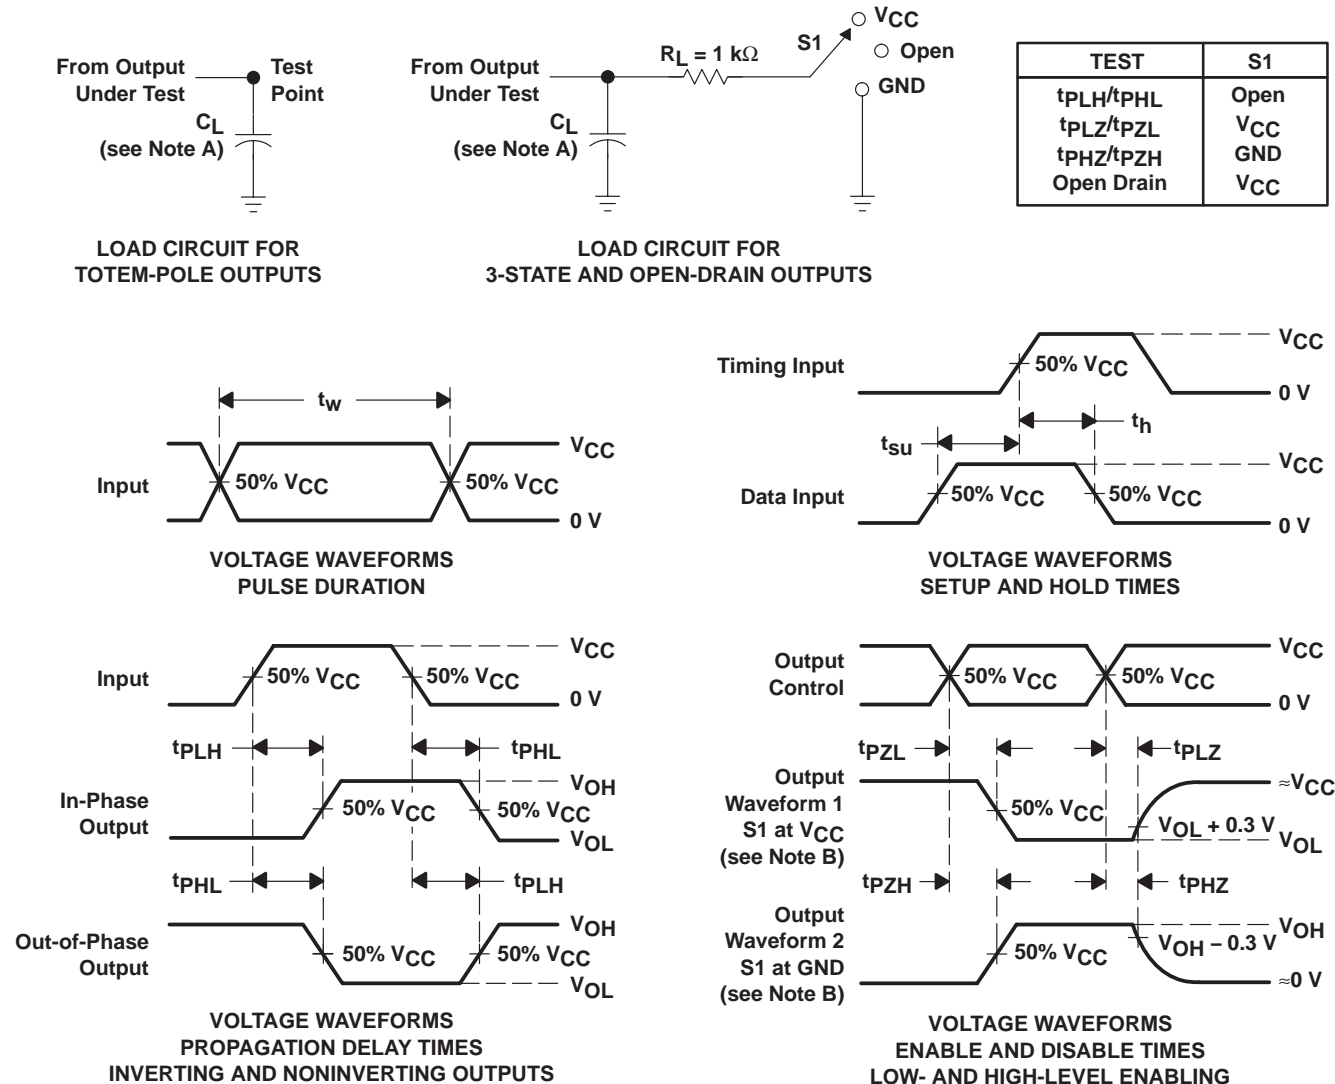 From Output
Under Test
Test
Point
CL
(see Note A)
LOAD CIRCUIT FOR
TOTEM-POLE OUTPUTS
From Output
Under Test
RL = 1 kΩ
S1
VCC
Open
GND
CL
(see Note A)
LOAD CIRCUIT FOR
3-STATE AND OPEN-DRAIN OUTPUTS
TEST S1
tPLH/tPHL Open
tPLZ/tPZL VCC
tPHZ/tPZH GND
Open Drain VCC
tw
Input
50% VCC
50% VCC
VCC
0 V
VOLTAGE WAVEFORMS
PULSE DURATION
Timing Input
50% VCC
VCC
0 V
tsu
th
Data Input
50% VCC
50% VCC
VCC
0 V
VOLTAGE WAVEFORMS
SETUP AND HOLD TIMES
Input
50% VCC
50% VCC
VCC
0 V
tPLH
tPHL
In-Phase
Output
50% VCC
50% VCC
VOH
VOL
tPHL
tPLH
Out-of-Phase
Output
50% VCC
50% VCC
VOH
VOL
VOLTAGE WAVEFORMS
PROPAGATION DELAY TIMES
INVERTING AND NONINVERTING OUTPUTS
Output
Control
50% VCC
50% VCC
VCC
0 V
tPZL
tPLZ
Output
Waveform 1
S1 at VCC
(see Note B)
50% VCC
VOL + 0.3 V
≈VCC
VOL
tPZH
tPHZ
Output
Waveform 2
S1 at GND
(see Note B)
50% VCC
VOH − 0.3 V
VOH
≈0 V
VOLTAGE WAVEFORMS
ENABLE AND DISABLE TIMES
LOW- AND HIGH-LEVEL ENABLING